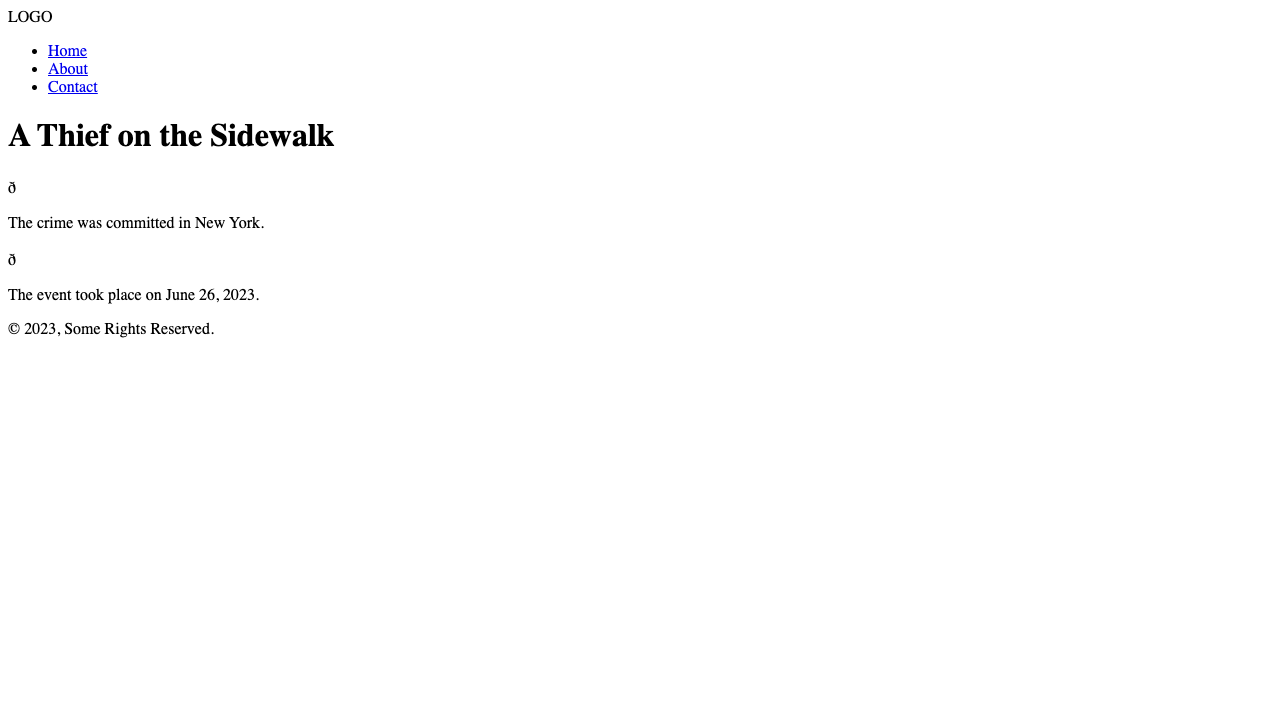 LOGO
Home
About
Contact
A Thief on the Sidewalk
ð
The crime was committed in New York.
ð
The event took place on June 26, 2023.
© 2023, Some Rights Reserved.